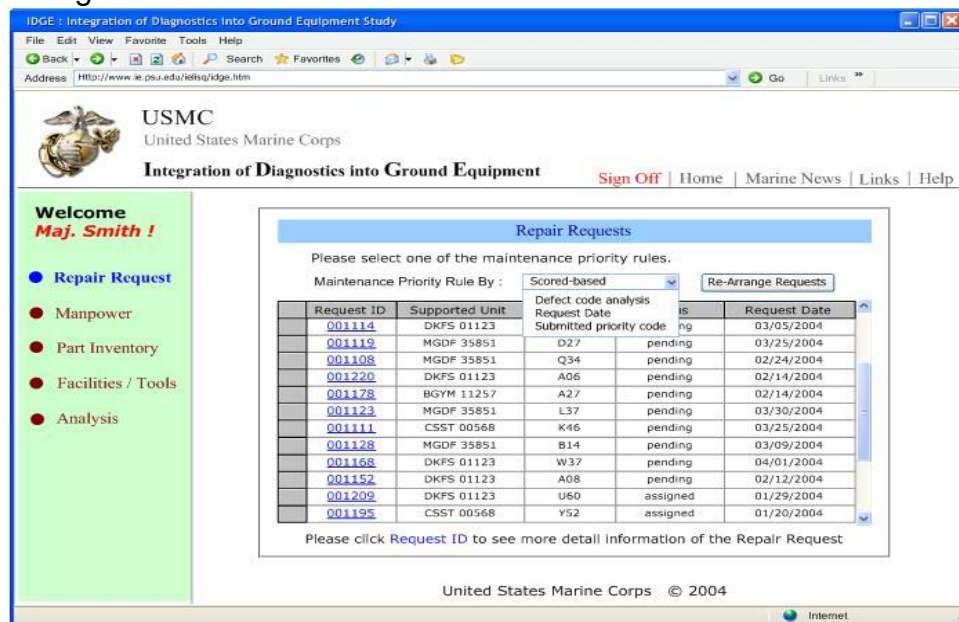 IDGE : Integration of Diagnostics into Ground Equipment Study
File Edit View Favorite Tools Help
Back Search Favorites
Address Http://www.ie.psu.edu/ielisq/idge.htm Go Links »
USMC
United States Marine Corps
Integration of Diagnostics into Ground Equipment
Sign Off | Home | Marine News | Links | Help
Welcome
Maj. Smith !
Repair Request
Manpower
Part Inventory
Facilities / Tools
Analysis
Repair Requests
Please select one of the maintenance priority rules.
Maintenance Priority Rule By : Scored-based Re-Arrange Requests
Defect code analysis
Request Date
Submitted priority code
Request ID Supported Unit Request Date
001114 DKFS 01123 03/05/2004
001119 MGDF 35851 D27 pending 03/25/2004
001108 MGDF 35851 Q34 pending 02/24/2004
001220 DKFS 01123 A06 pending 02/14/2004
001178 BGYM 11257 A27 pending 02/14/2004
001123 MGDF 35851 L37 pending 03/30/2004
001111 CSST 00568 K46 pending 03/25/2004
001128 MGDF 35851 B14 pending 03/09/2004
001168 DKFS 01123 W37 pending 04/01/2004
001152 DKFS 01123 A08 pending 02/12/2004
001209 DKFS 01123 U60 assigned 01/29/2004
001195 CSST 00568 Y52 assigned 01/20/2004
Please click Request ID to see more detail information of the Repair Request
United States Marine Corps © 2004
Internet